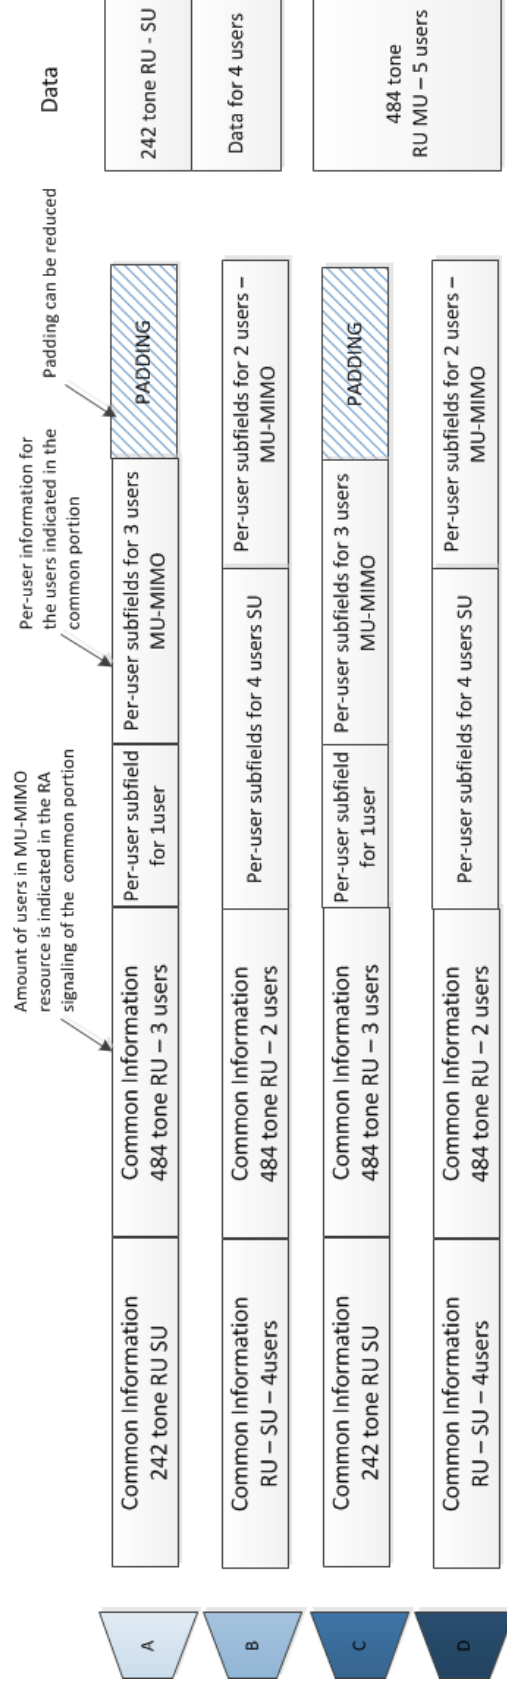 Amount of users in MU-MIMO
resource is indicated in the RA
signaling of the common portion
Per-user information for
the users indicated in the
common portion
Padding can be reduced
Data
A
Common Information
242 tone RU SU
Common Information
484 tone RU – 3 users
Per-user subfield
for 1user
Per-user subfields for 3 users
MU-MIMO
PADDING
242 tone RU - SU
B
Common Information
RU – SU – 4users
Common Information
484 tone RU – 2 users
Per-user subfields for 4 users SU
Per-user subfields for 2 users –
MU-MIMO
Data for 4 users
C
Common Information
242 tone RU SU
Common Information
484 tone RU – 3 users
Per-user subfield
for 1user
Per-user subfields for 3 users
MU-MIMO
PADDING
484 tone
RU MU – 5 users
D
Common Information
RU – SU – 4users
Common Information
484 tone RU – 2 users
Per-user subfields for 4 users SU
Per-user subfields for 2 users –
MU-MIMO